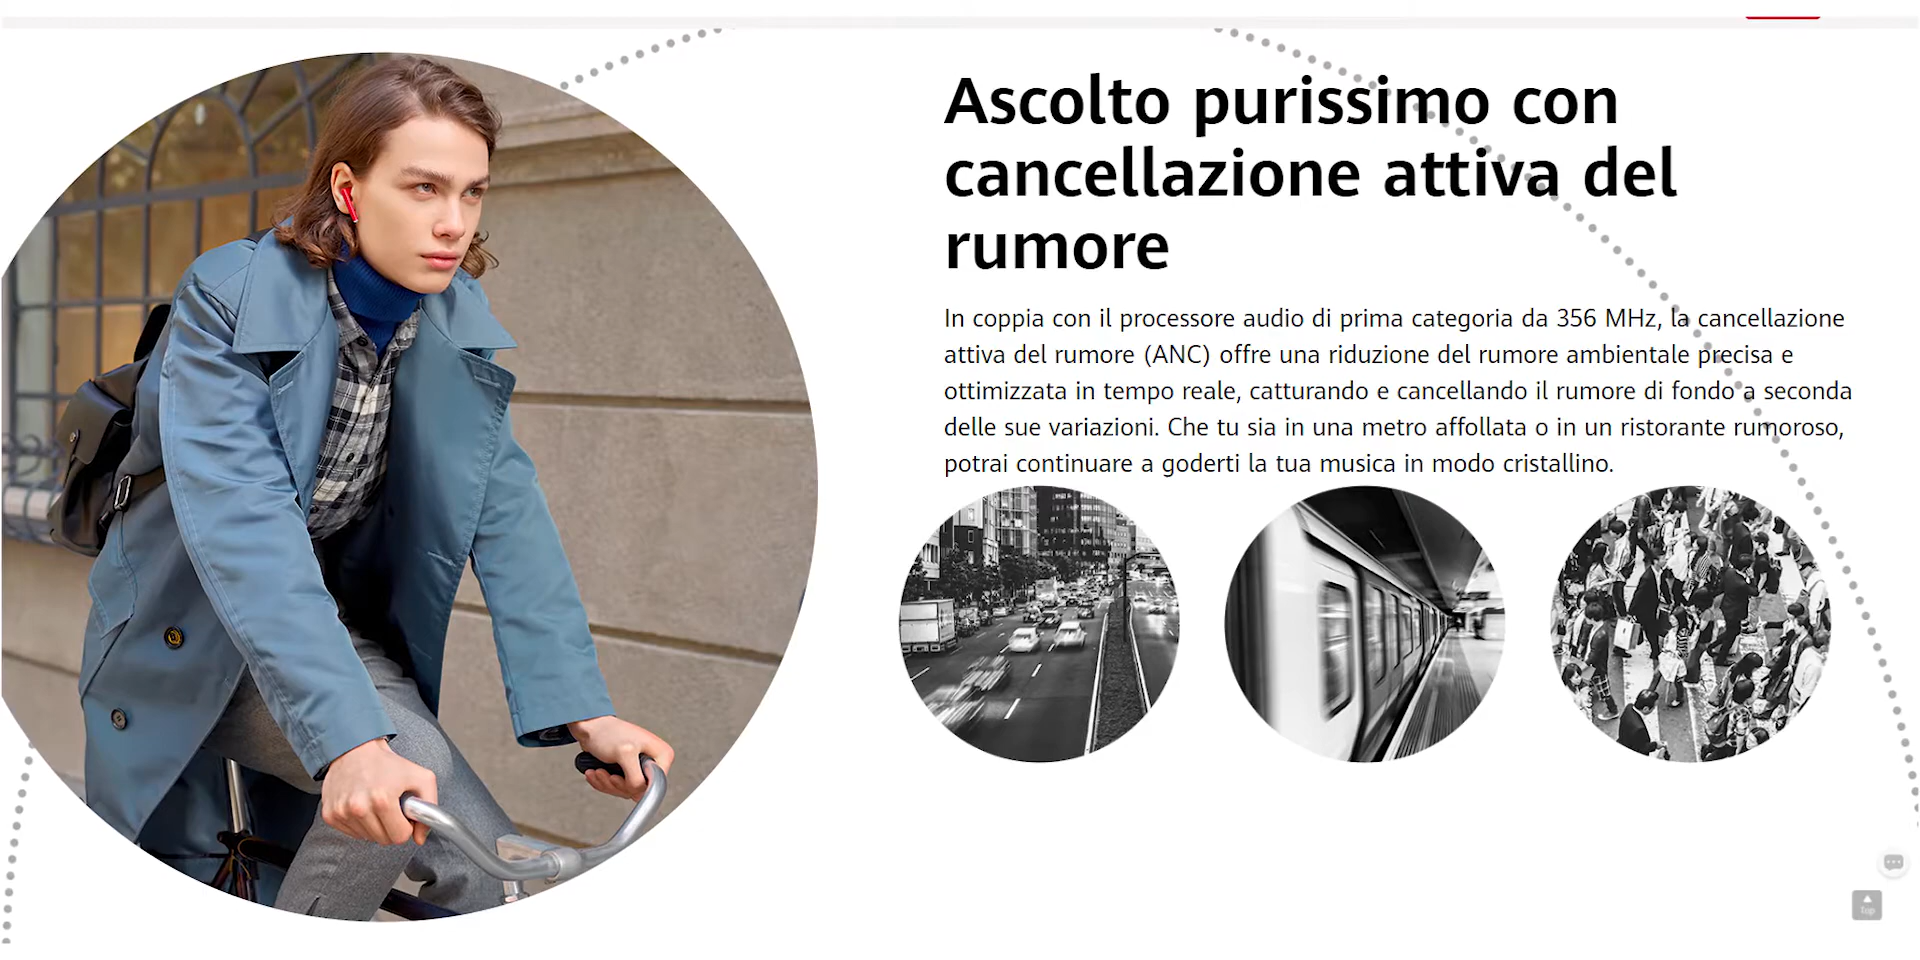 Ascolto purissimo con
cancellazione attiva del
rumore
In coppia con il processore audio di prima categoria da 356 MHz, la cancellazione
attiva del rumore (ANC) offre una riduzione del rumore ambientale precisa e
ottimizzata in tempo reale, catturando e cancellando il rumore di fondo a seconda
delle sue variazioni. Che tu sia in una metro affollata o in un ristorante rumoroso,
potrai continuare a goderti la tua musica in modo cristallino.
Top